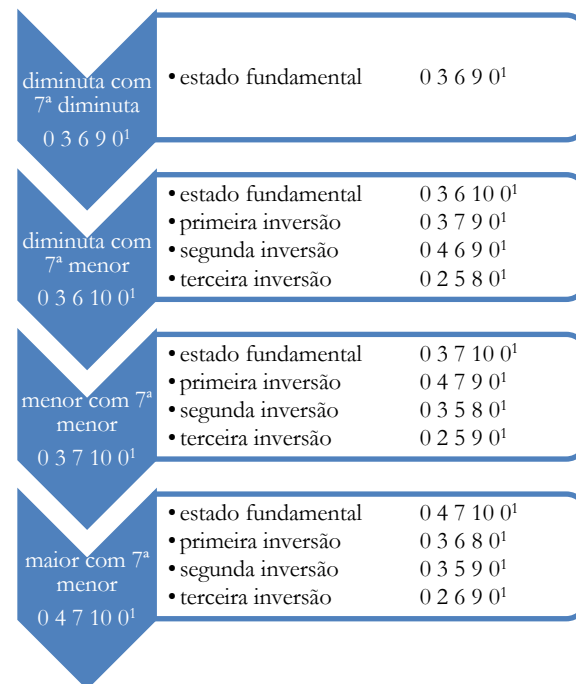 diminuta com
7ª diminuta
0 3 6 9 0¹
• estado fundamental 0 3 6 9 0¹
diminuta com
7ª menor
0 3 6 10 0¹
• estado fundamental 0 3 6 10 0¹
• primeira inversão 0 3 7 9 0¹
• segunda inversão 0 4 6 9 0¹
• terceira inversão 0 2 5 8 0¹
menor com 7ª
menor
0 3 7 10 0¹
• estado fundamental 0 3 7 10 0¹
• primeira inversão 0 4 7 9 0¹
• segunda inversão 0 3 5 8 0¹
• terceira inversão 0 2 5 9 0¹
maior com 7ª
menor
0 4 7 10 0¹
• estado fundamental 0 4 7 10 0¹
• primeira inversão 0 3 6 8 0¹
• segunda inversão 0 3 5 9 0¹
• terceira inversão 0 2 6 9 0¹